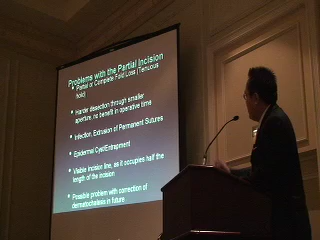 Problems with the Partial Incision
Partial or Complete Fold Loss (Tenuous
hold)
Harder dissection through smaller
aperture, no benefit in operative time
Infection, Extrusion of Permanent Sutures
Epidermal Cyst/Entrapment
Visible incision line, as it occupies half the
length of the incision
Possible problem with correction of
dermatochalasis in future